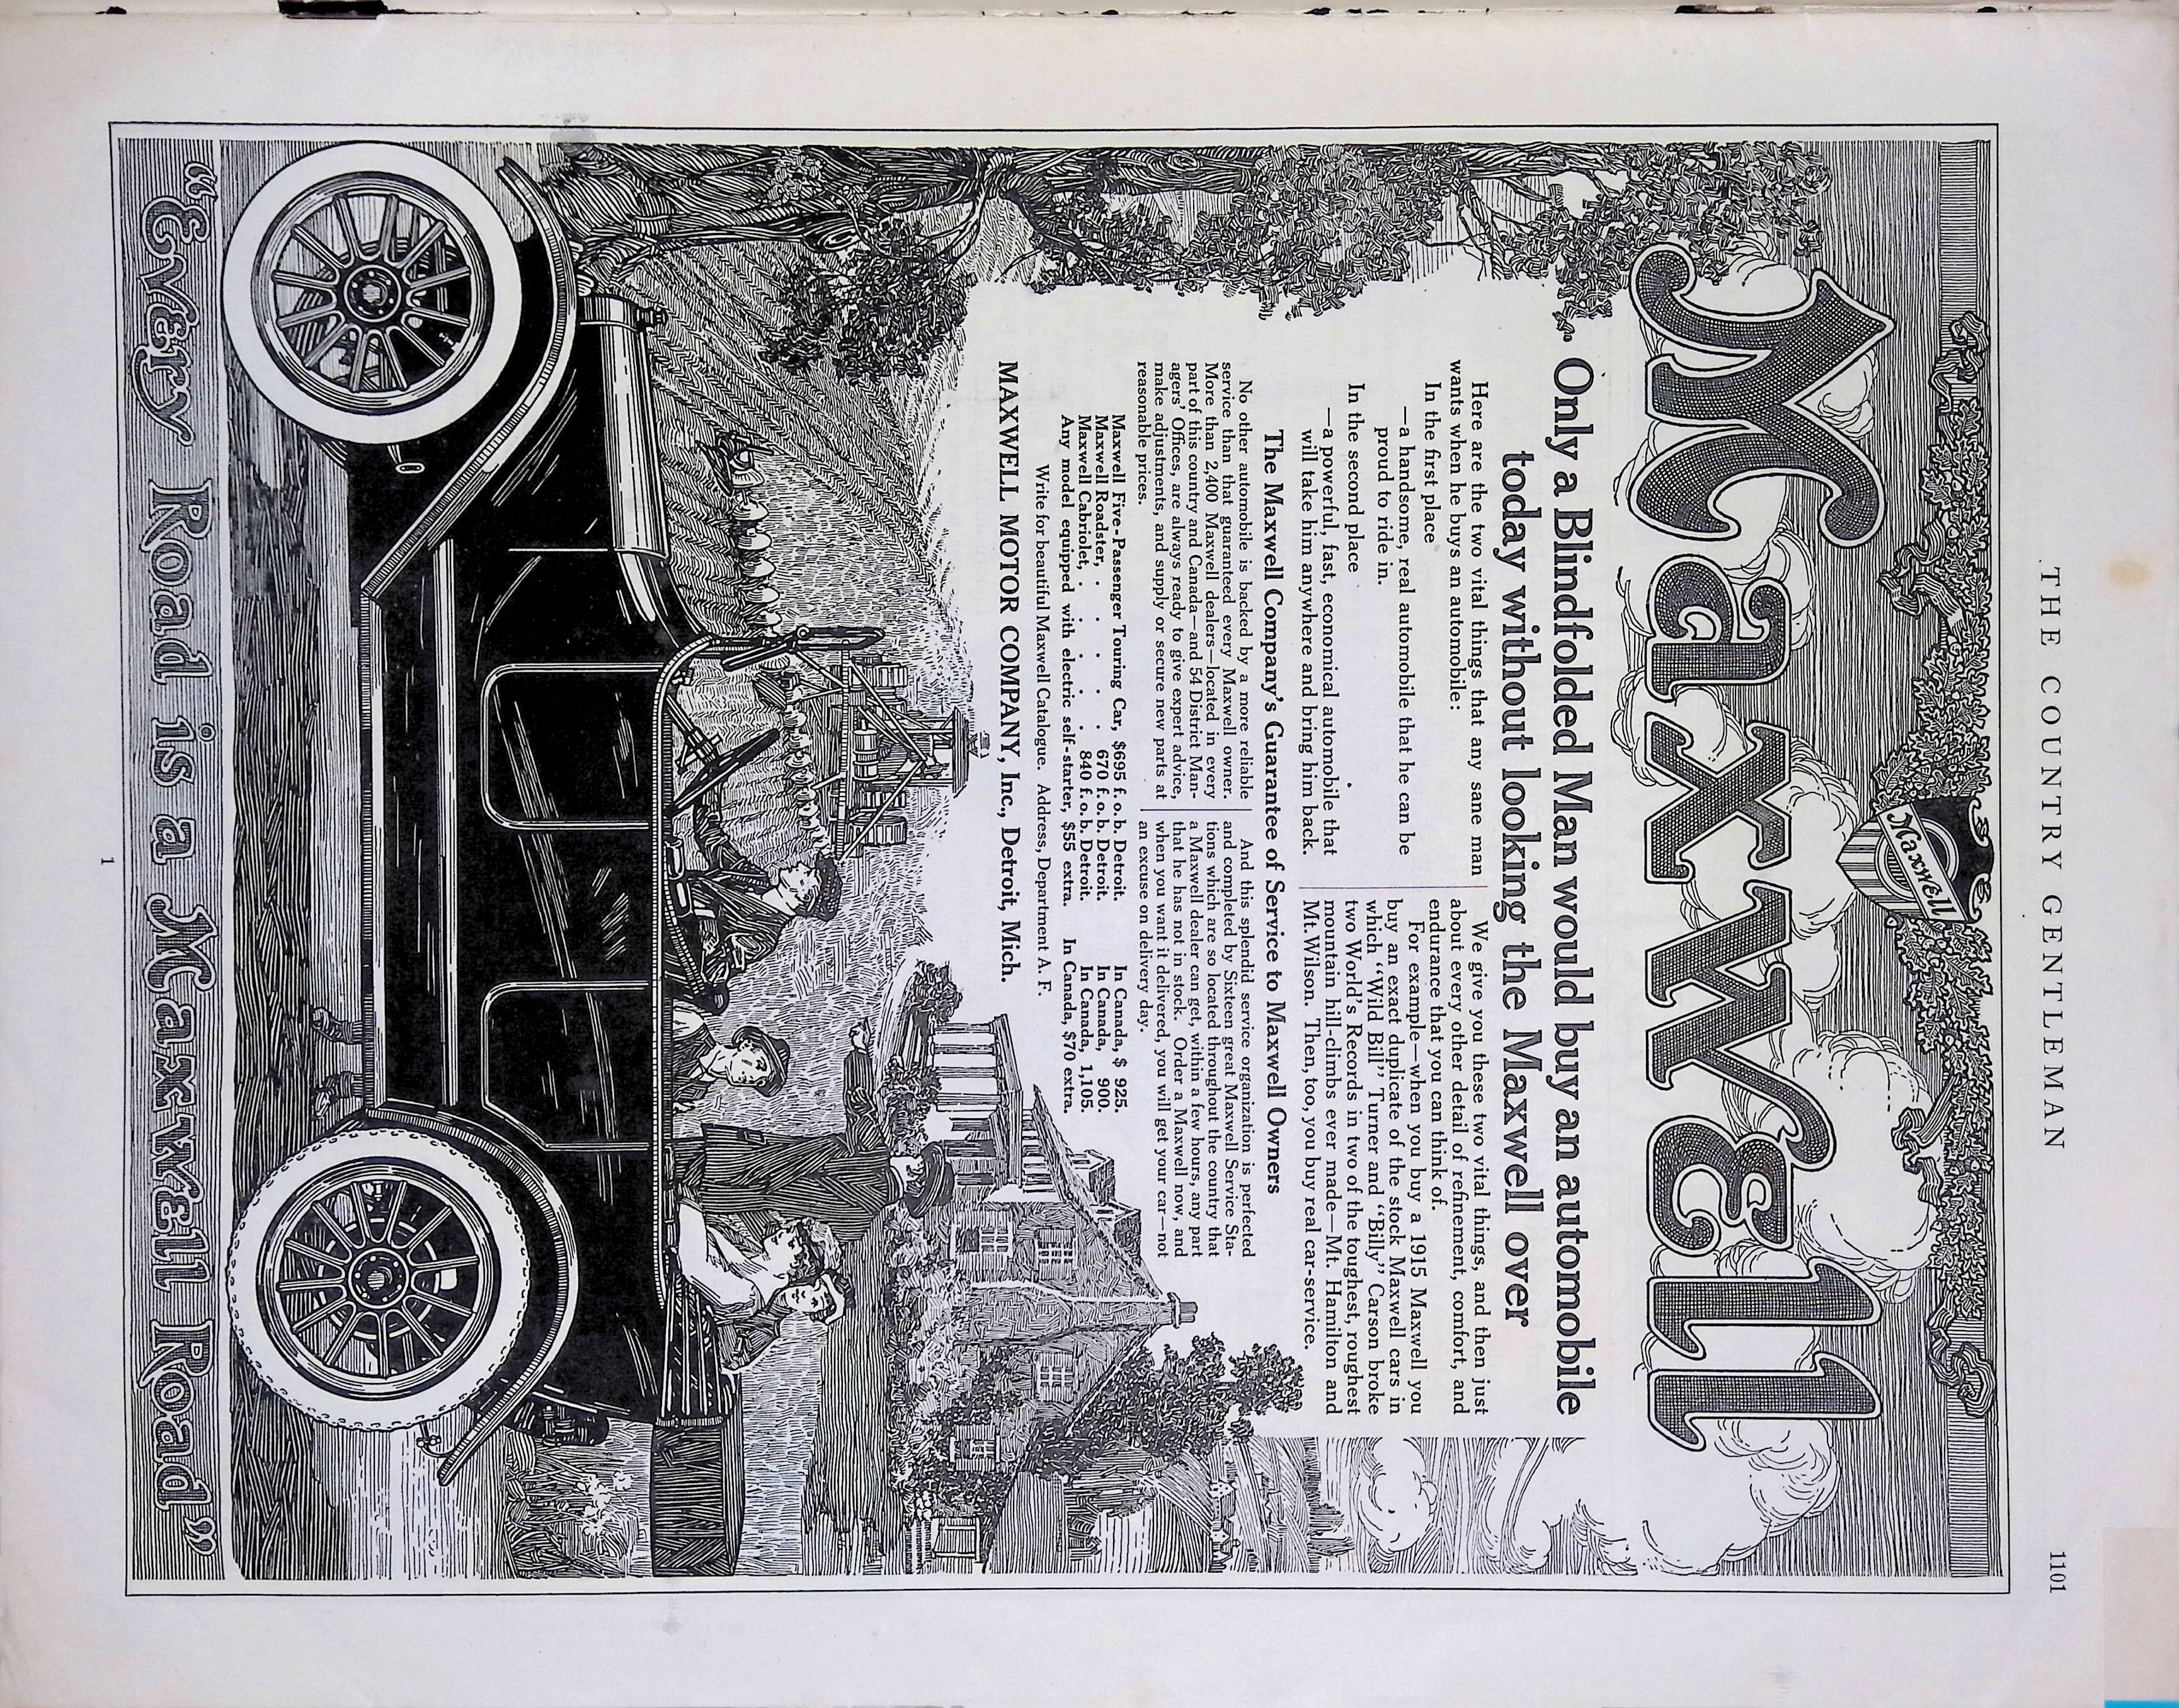 THE COUNTRY GENTLEMAN
1101
Maxwell
Maxwell
Only a Blindfolded Man would buy an automobile
today without looking the Maxwell over
Here are the two vital things that any sane man
wants when he buys an automobile:
In the first place
—a handsome, real automobile that he can be
proud to ride in.
In the second place
—a powerful, fast, economical automobile that
will take him anywhere and bring him back.
We give you these two vital things, and then just
about every other detail of refinement, comfort, and
endurance that you can think of.
For example—when you buy a 1915 Maxwell you
buy an exact duplicate of the stock Maxwell cars in
which "Wild Bill" Turner and "Billy" Carson broke
two World's Records in two of the toughest, roughest
mountain hill-climbs ever made—Mt. Hamilton and
Mt. Wilson. Then, too, you buy real car-service.
The Maxwell Company's Guarantee of Service to Maxwell Owners
No other automobile is backed by a more reliable
service than that guaranteed every Maxwell owner.
More than 2,400 Maxwell dealers—located in every
part of this country and Canada—and 54 District Man-
agers' Offices, are always ready to give expert advice,
make adjustments, and supply or secure new parts at
reasonable prices.
And this splendid service organization is perfected
and completed by Sixteen great Maxwell Service Sta-
tions which are so located throughout the country that
a Maxwell dealer can get, within a few hours, any part
that he has not in stock. Order a Maxwell now, and
when you want it delivered, you will get your car—not
an excuse on delivery day.
Maxwell Five-Passenger Touring Car, $695 f.o.b. Detroit. In Canada, $ 925.
Maxwell Roadster, . . . . . 670 f.o.b. Detroit. In Canada, 900.
Maxwell Cabriolet, . . . . . 840 f.o.b. Detroit. In Canada, 1,105.
Any model equipped with electric self-starter, $55 extra. In Canada, $70 extra.
Write for beautiful Maxwell Catalogue. Address, Department A. F.
MAXWELL MOTOR COMPANY, Inc., Detroit, Mich.
"Every Road is a Maxwell Road"
1